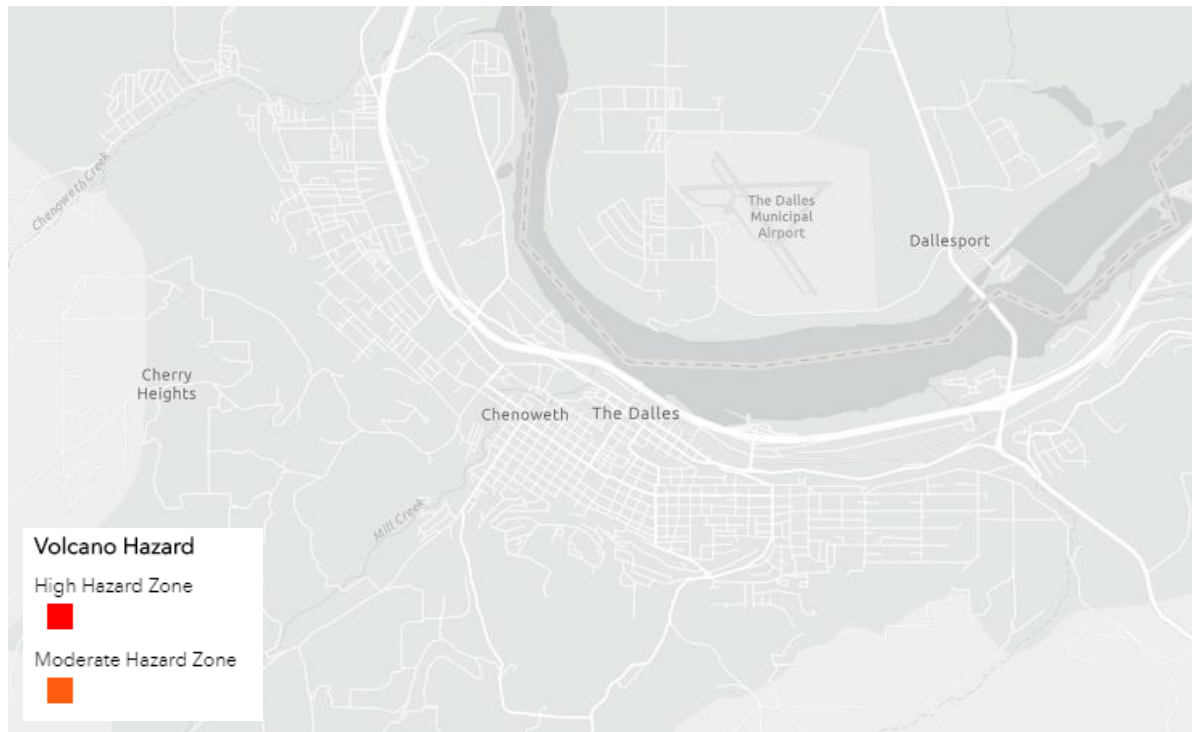 Chenoweth Creek
The Dalles
Municipal
Airport
Dallesport
Cherry
Heights
Chenoweth
The Dalles
Mill Creek
Volcano Hazard
High Hazard Zone
Moderate Hazard Zone